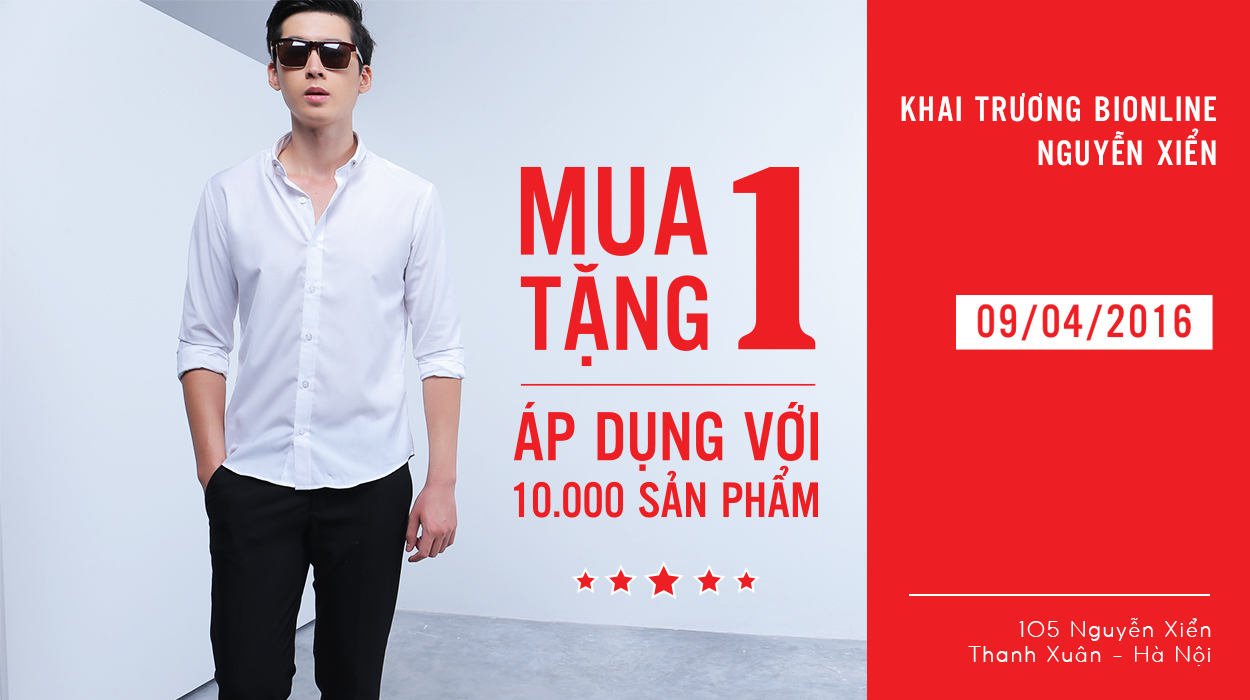 MUA 1
TẶNG
ÁP DỤNG VỚI
10.000 SẢN PHẨM
KHAI TRƯƠNG BIONLINE
NGUYỄN XIỂN
09/04/2016
105 Nguyễn Xiển
Thanh Xuân - Hà Nội